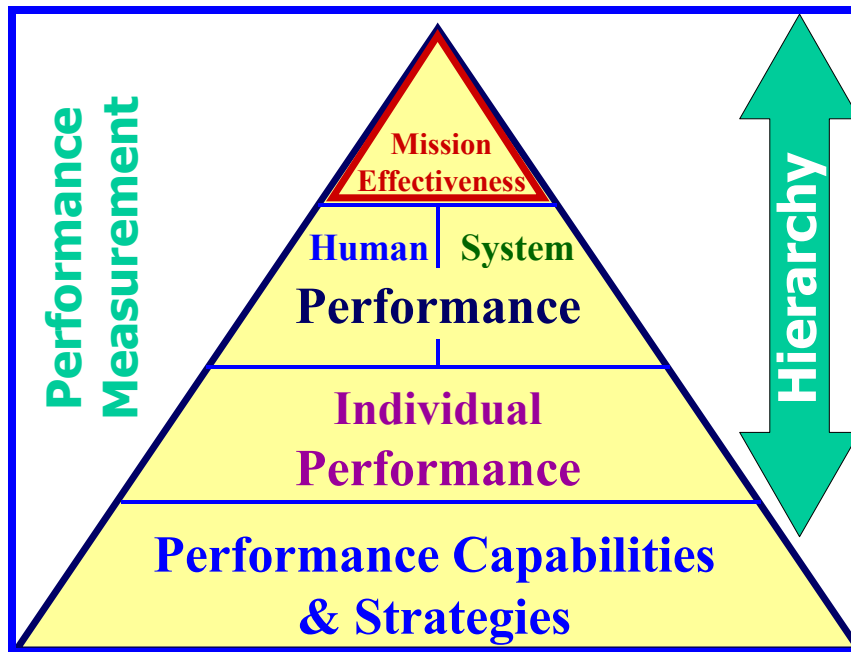 Performance
Measurement
Mission
Effectiveness
Human System
Performance
Individual
Performance
Performance Capabilities
& Strategies
Hierarchy